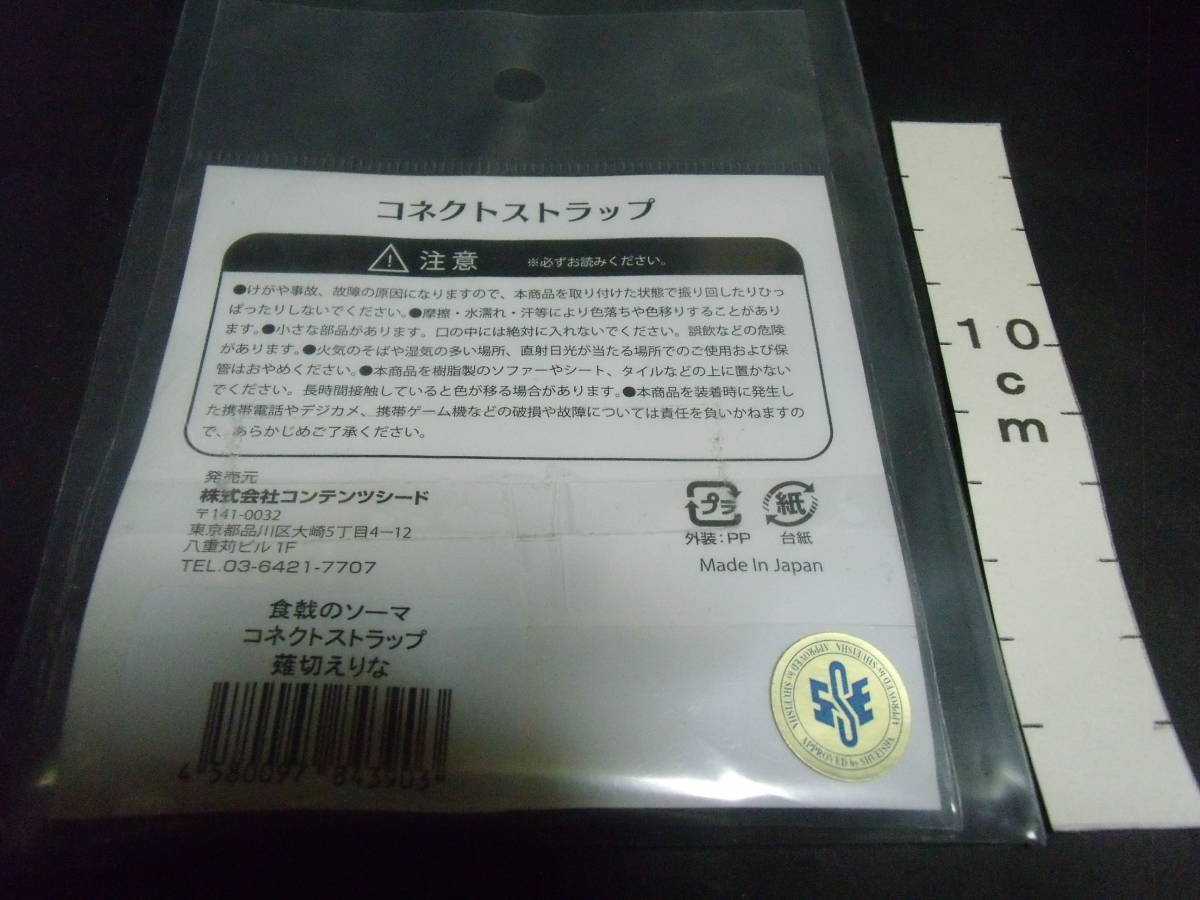 コネクトストラップ
注意 ※必ずお読みください。
●けがや事故、故障の原因になりますので、本商品を取り付けた状態で振り回したりひっ
ぱったりしないでください。●摩擦・水濡れ・汗等により色落ちや色移りすることがあり
ます。●小さな部品があります。口の中には絶対に入れないでください。誤飲などの危険
があります。●火気のそばや湿気の多い場所、直射日光が当たる場所でのご使用および保
管はおやめください。●本商品を樹脂製のソファーやシート、タイルなどの上に置かない
でください。長時間接触していると色が移る場合があります。●本商品を装着時に発生し
た携帯電話やデジカメ、携帯ゲーム機などの破損や故障については責任を負いかねますの
で、あらかじめご了承ください。
発売元
株式会社コンテンツシード
〒141-0032
東京都品川区大崎5丁目4-12
八重苅ビル 1F
TEL.03-6421-7707
プラ
外装:PP
紙
台紙
Made In Japan
食戟のソーマ
コネクトストラップ
薙切えりな
4 580097 843903
APPROVED by SHUEISHA APPROVED by SHUEISHA APPROVED by SHUEISHA
10
cm